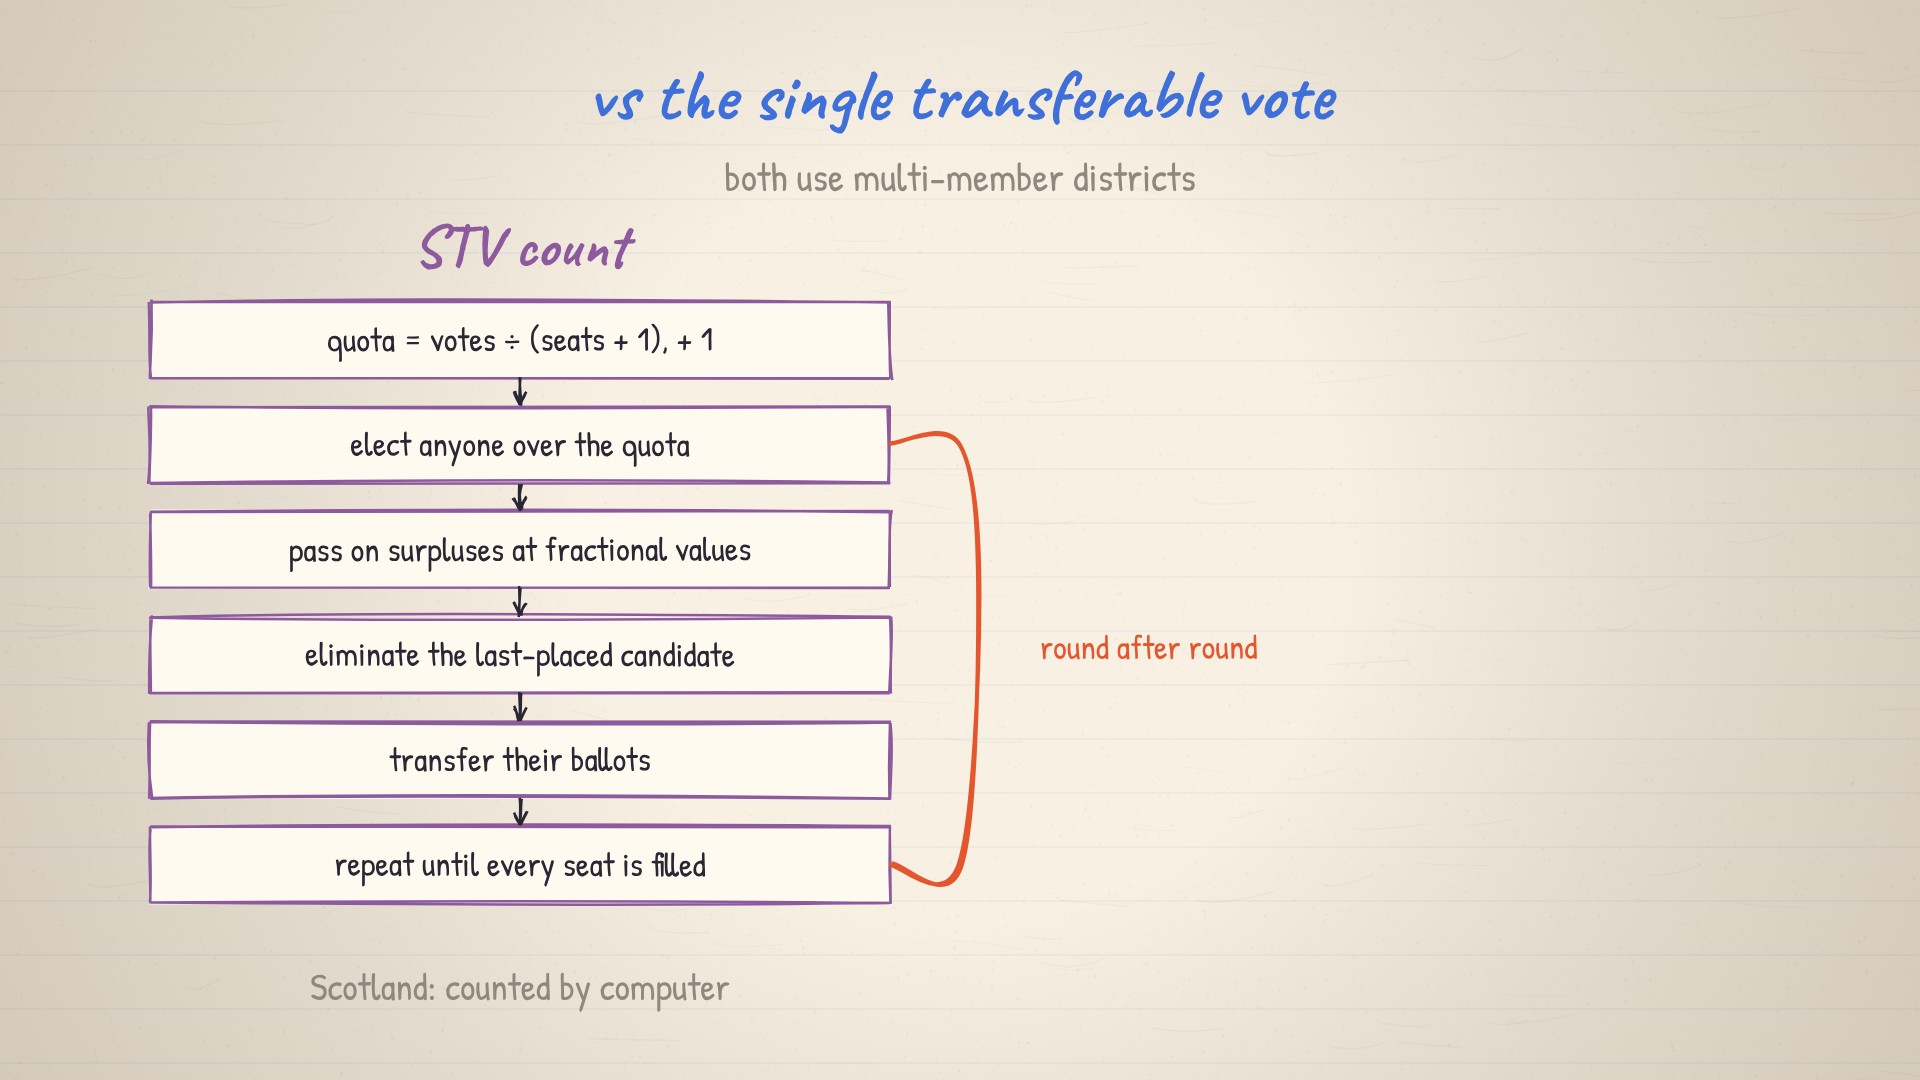 vs the single transferable vote
both use multi-member districts
STV count
quota = votes ÷ (seats + 1), + 1
elect anyone over the quota
pass on surpluses at fractional values
eliminate the last-placed candidate
round after round
transfer their ballots
repeat until every seat is filled
Scotland: counted by computer